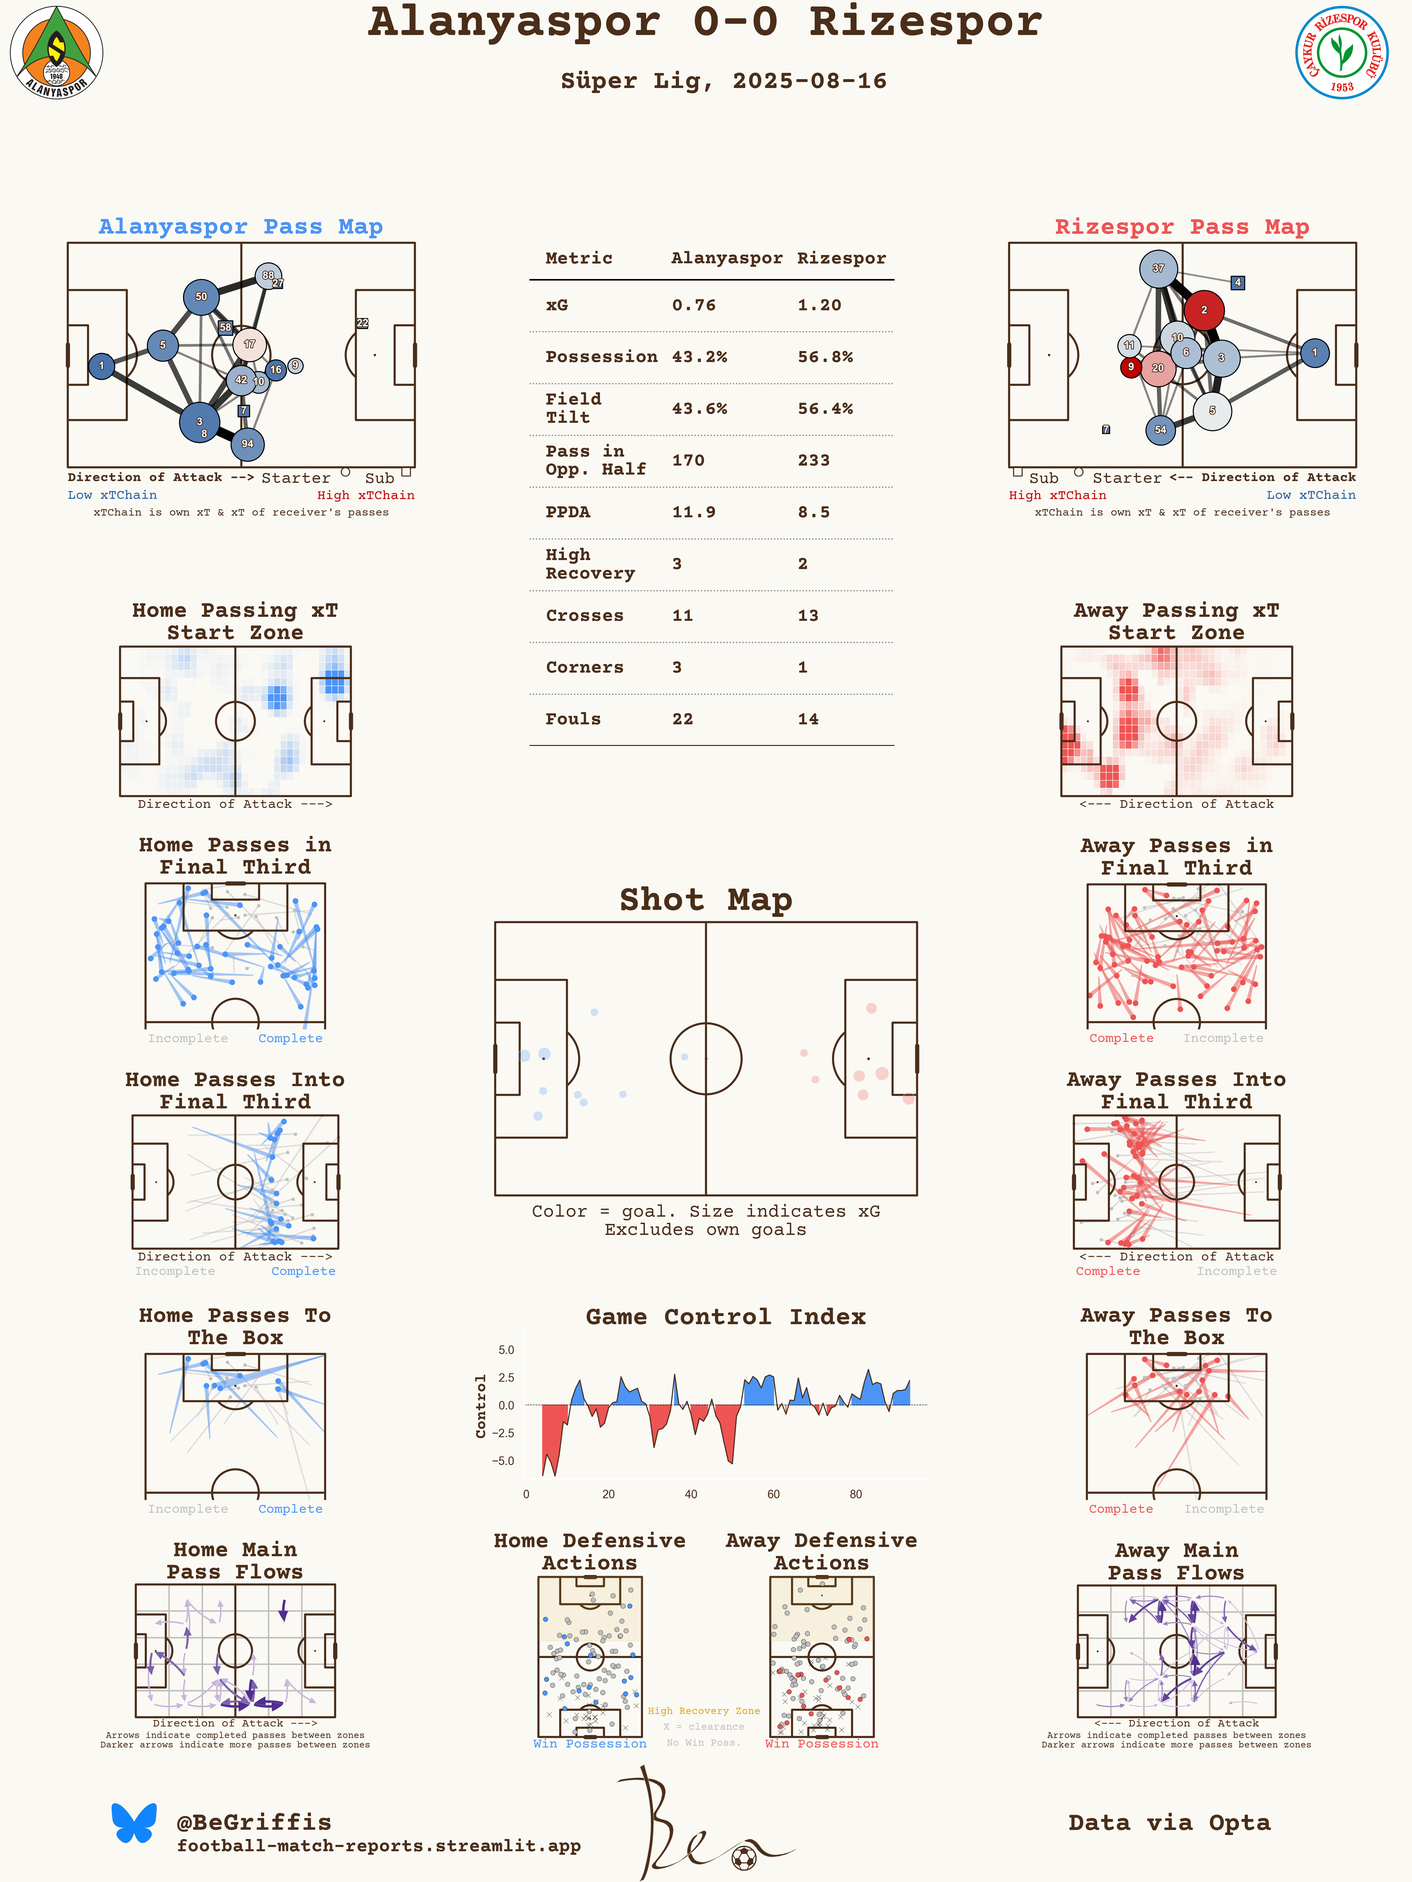 Alanyaspor 0-0 Rizespor
Süper Lig, 2025-08-16
ALANYASPOR
1948
ÇAYKUR RİZESPOR KULÜBÜ
1953
Alanyaspor Pass Map
88
27
50
58
22
17
5
1
16
9
42
10
7
3
8
94
Direction of Attack --> Starter Sub
Low xTChain High xTChain
xTChain is own xT & xT of receiver's passes
Metric Alanyaspor Rizespor
xG 0.76 1.20
Possession 43.2% 56.8%
Field
Tilt 43.6% 56.4%
Pass in
Opp. Half 170 233
PPDA 11.9 8.5
High
Recovery 3 2
Crosses 11 13
Corners 3 1
Fouls 22 14
Rizespor Pass Map
37
4
2
10
11
6
3
1
9
20
5
54
7
Sub Starter <-- Direction of Attack
High xTChain Low xTChain
xTChain is own xT & xT of receiver's passes
Home Passing xT
Start Zone
Direction of Attack --->
Away Passing xT
Start Zone
<--- Direction of Attack
Home Passes in
Final Third
Incomplete Complete
Away Passes in
Final Third
Complete Incomplete
Shot Map
Color = goal. Size indicates xG
Excludes own goals
Home Passes Into
Final Third
Direction of Attack --->
Incomplete Complete
Away Passes Into
Final Third
<--- Direction of Attack
Complete Incomplete
Home Passes To
The Box
Incomplete Complete
Game Control Index
Control
5.0
2.5
0.0
−2.5
−5.0
0 20 40 60 80
Away Passes To
The Box
Complete Incomplete
Home Main
Pass Flows
Direction of Attack --->
Arrows indicate completed passes between zones
Darker arrows indicate more passes between zones
Home Defensive
Actions
Win Possession
High Recovery Zone
X = clearance
No Win Poss.
Away Defensive
Actions
Win Possession
Away Main
Pass Flows
<--- Direction of Attack
Arrows indicate completed passes between zones
Darker arrows indicate more passes between zones
@BeGriffis
football-match-reports.streamlit.app
Ben
Data via Opta